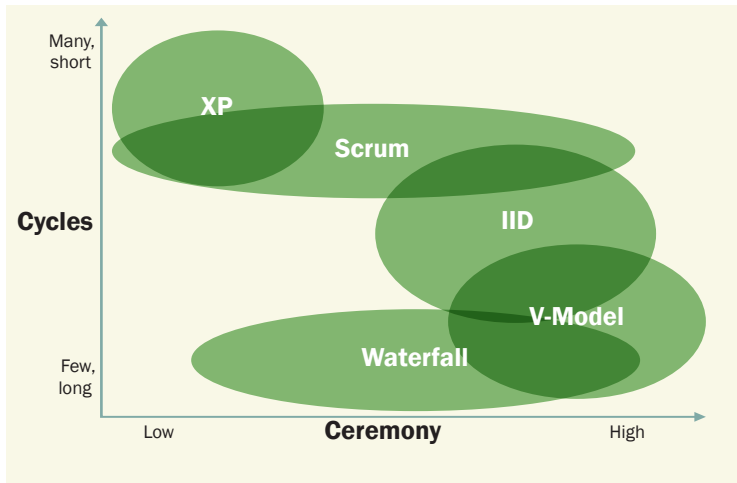 Many,
short
XP
Scrum
Cycles
IID
V-Model
Waterfall
Few,
long
Low
Ceremony
High